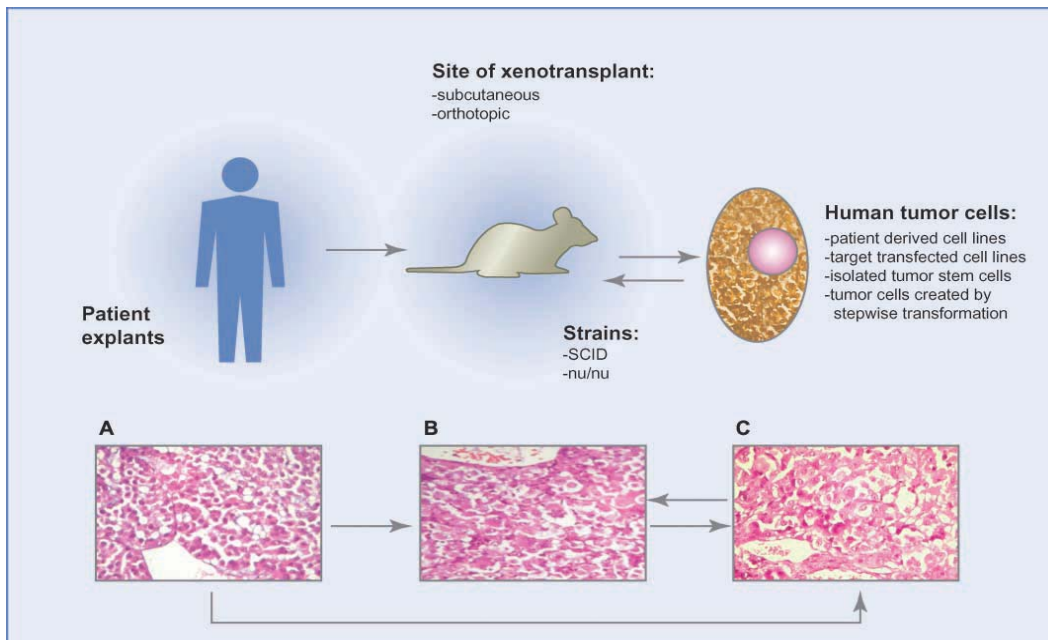 Site of xenotransplant:
-subcutaneous
-orthotopic
Human tumor cells:
-patient derived cell lines
-target transfected cell lines
-isolated tumor stem cells
-tumor cells created by
stepwise transformation
Patient
explants
Strains:
-SCID
-nu/nu
A
B
C